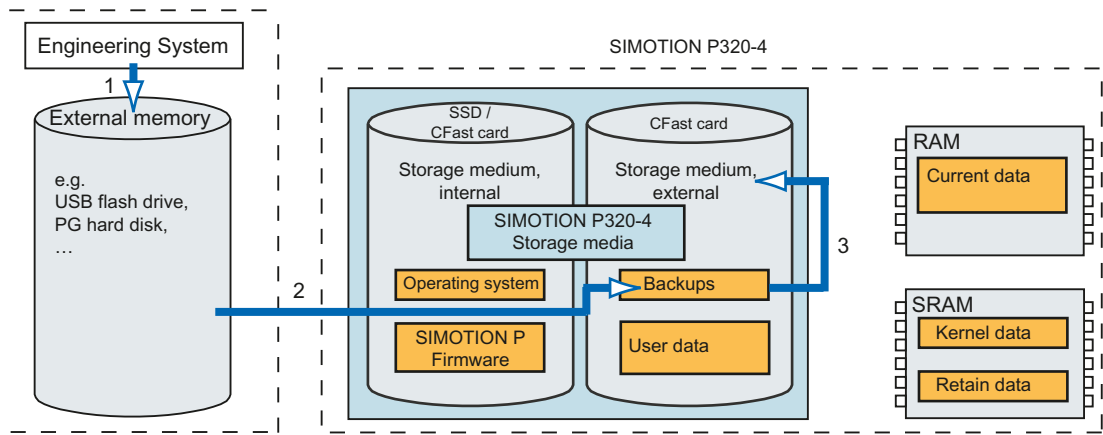 Engineering System
1
External memory
e.g.
USB flash drive,
PG hard disk,
…
2
SIMOTION P320-4
SSD /
CFast card
Storage medium,
internal
CFast card
Storage medium,
external
SIMOTION P320-4
Storage media
Operating system
SIMOTION P
Firmware
Backups
User data
3
RAM
Current data
SRAM
Kernel data
Retain data